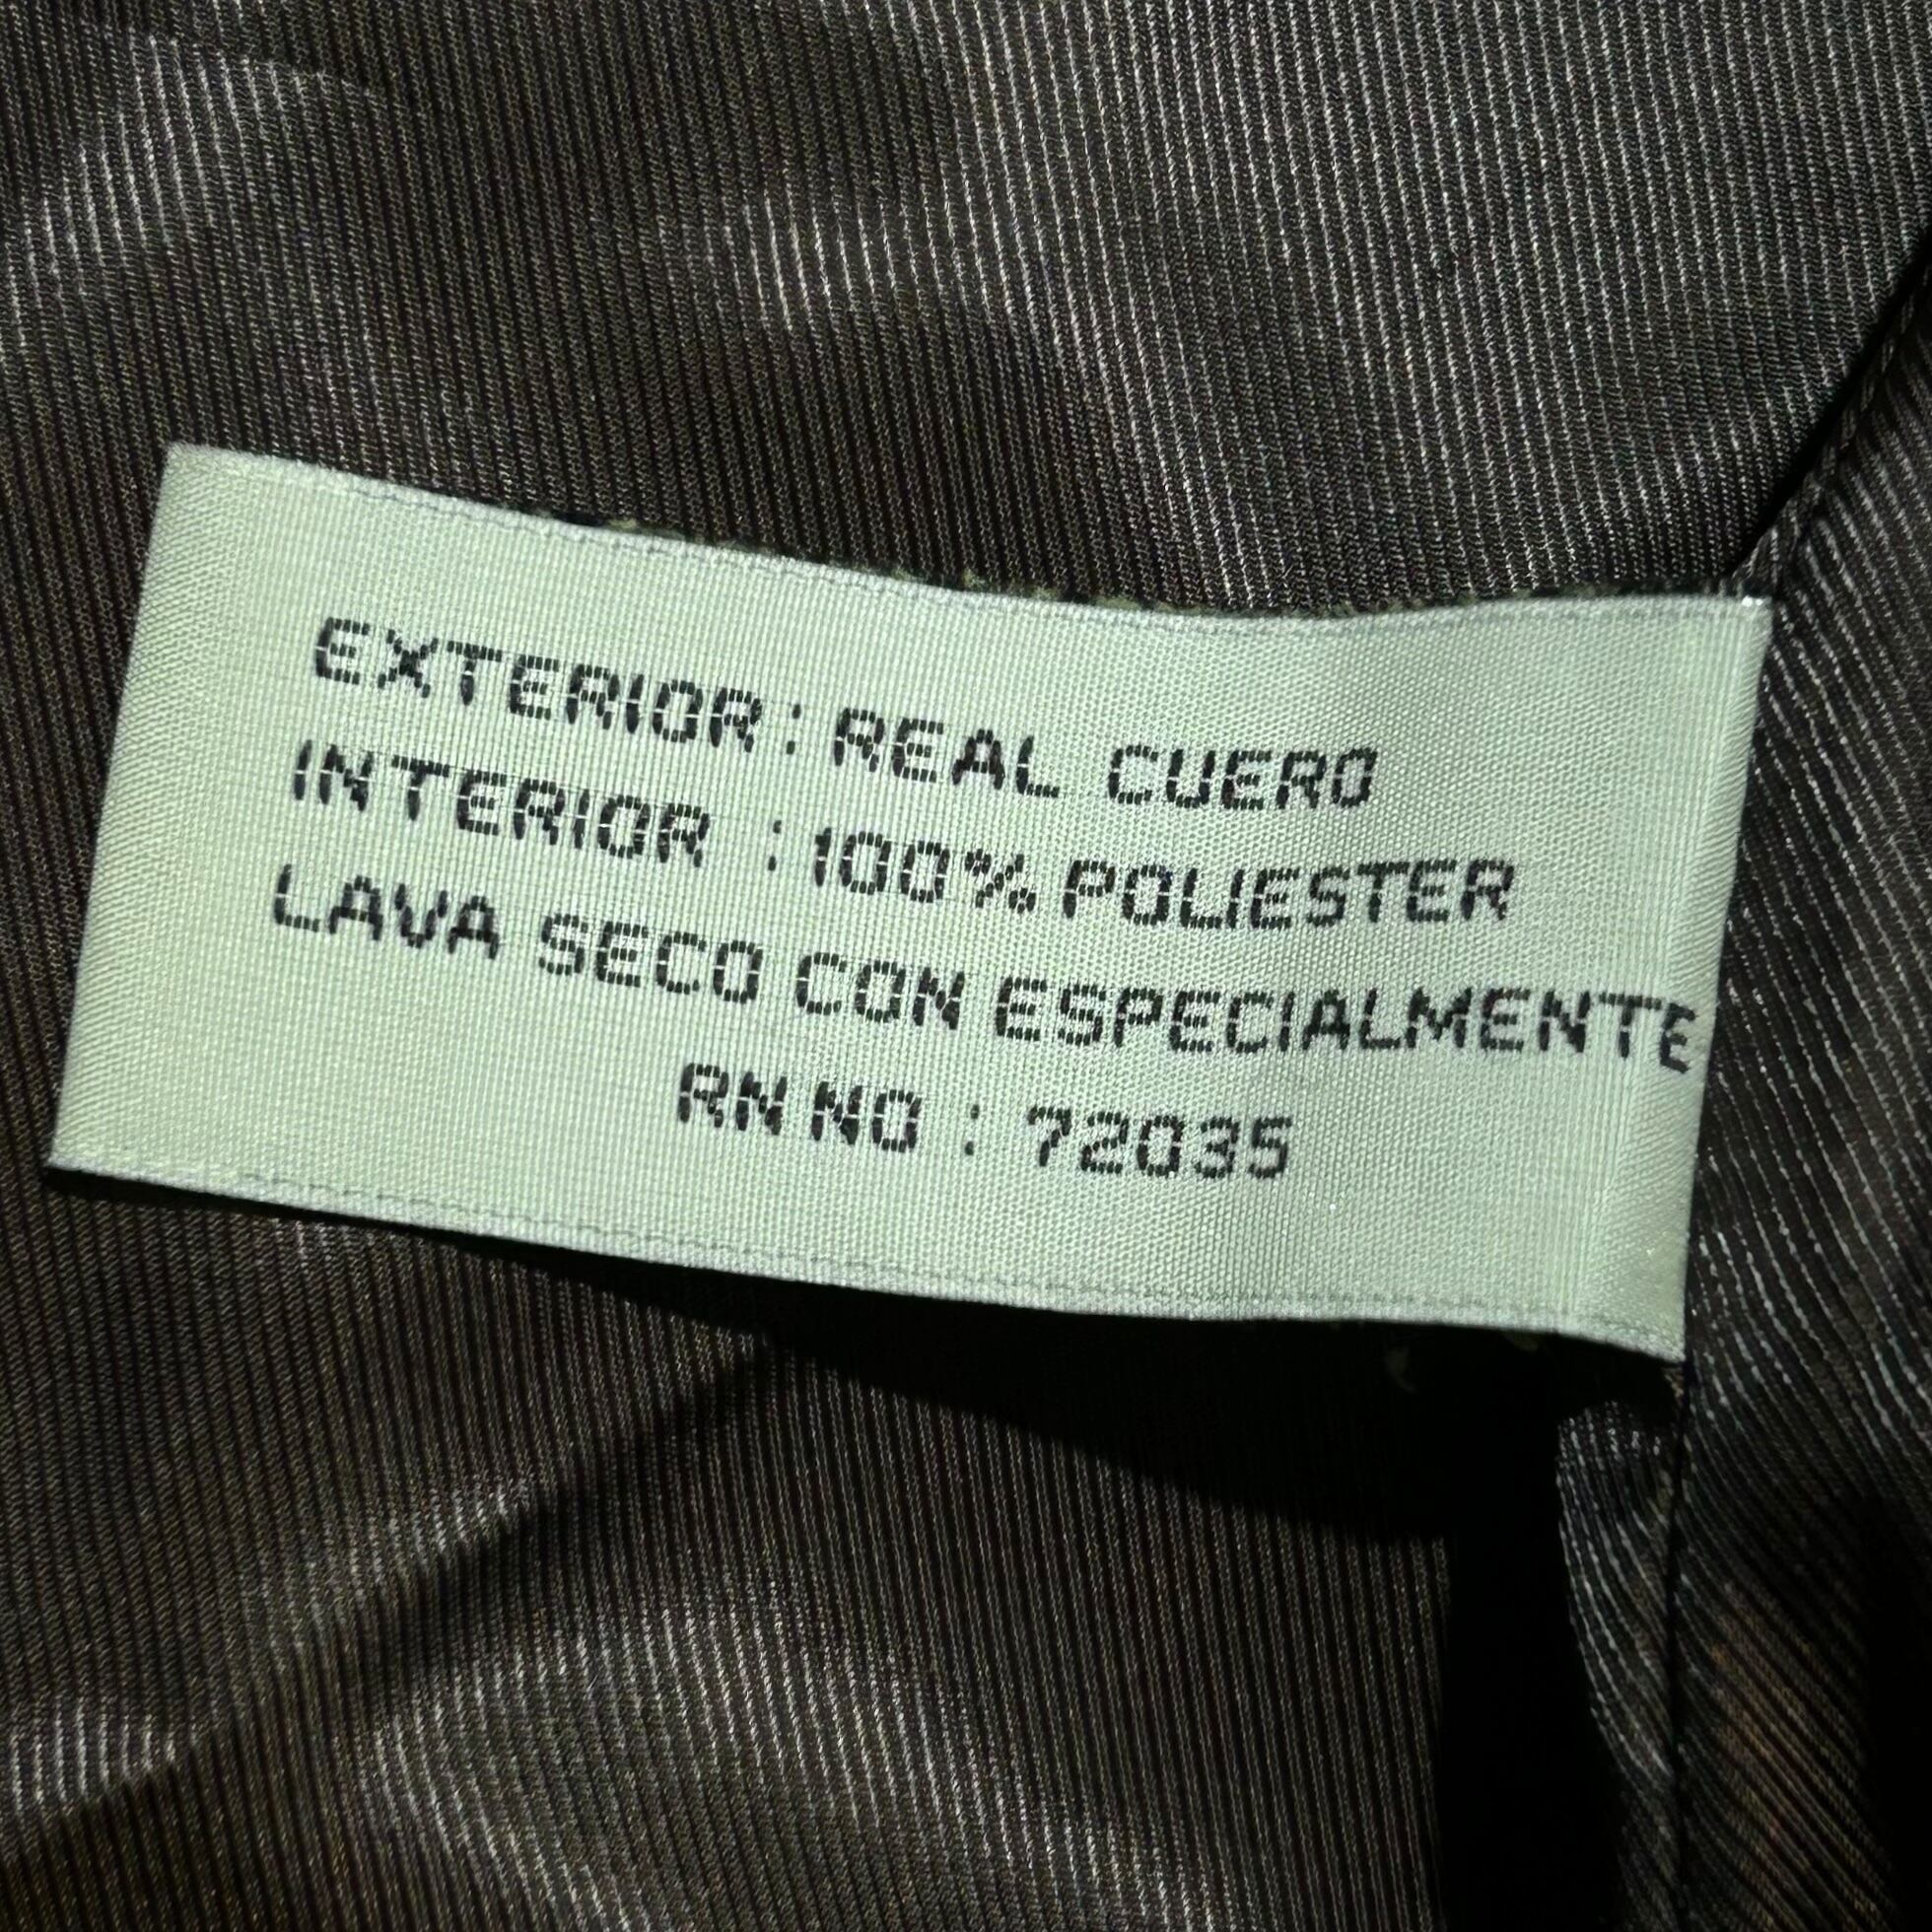 EXTERIOR: REAL CUERO
INTERIOR : 100% POLIESTER
LAVA SECO CON ESPECIALMENTE
RN NO : 72035